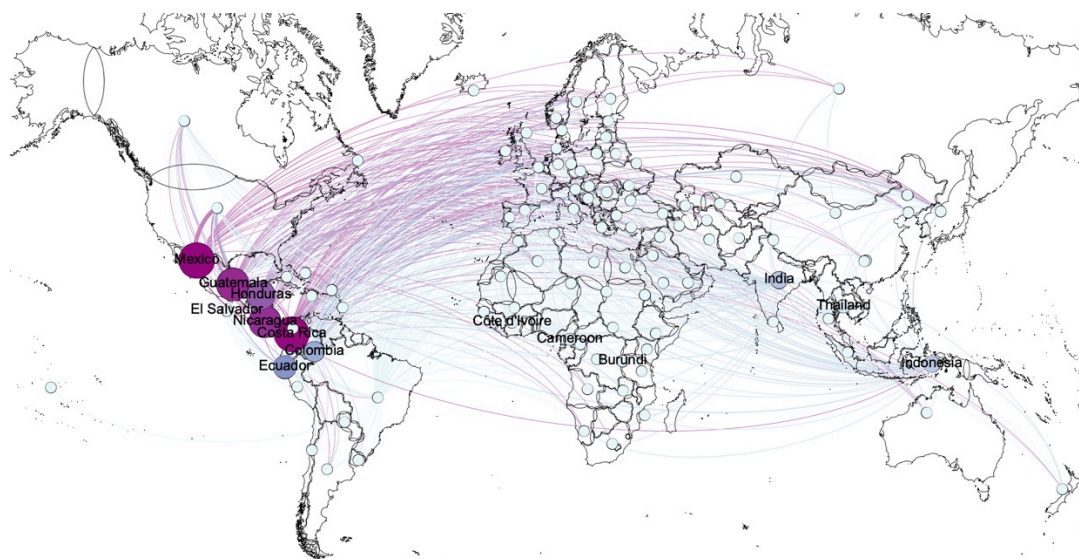 Mexico
Guatemala
Honduras
El Salvador
Nicaragua
Costa Rica
Colombia
Ecuador
Côte d'Ivoire
Cameroon
Burundi
India
Thailand
Indonesia